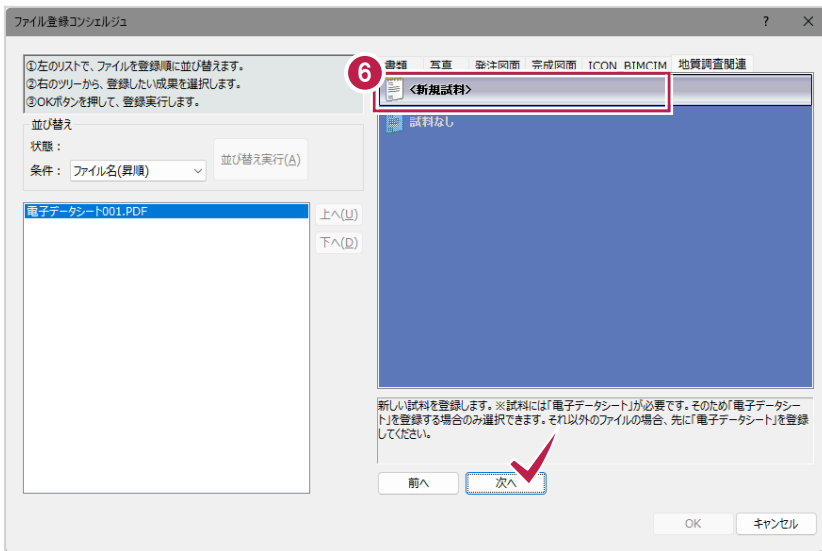 ファイル登録コンシェルジュ
? ×
①左のリストで、ファイルを登録順に並び替えます。
②右のツリーから、登録したい成果を選択します。
③OKボタンを押して、登録実行します。
並び替え
状態：
条件： ファイル名(昇順)
並び替え実行(A)
電子データシート001.PDF
上へ(U)
下へ(D)
書類 写真 発注図面 完成図面 ICON_BIMCIM 地質調査関連
6
<新規試料>
試料なし
新しい試料を登録します。※試料には「電子データシート」が必要です。そのため「電子データシー
ト」を登録する場合のみ選択できます。それ以外のファイルの場合、先に「電子データシート」を登録
してください。
前へ 次へ
OK キャンセル